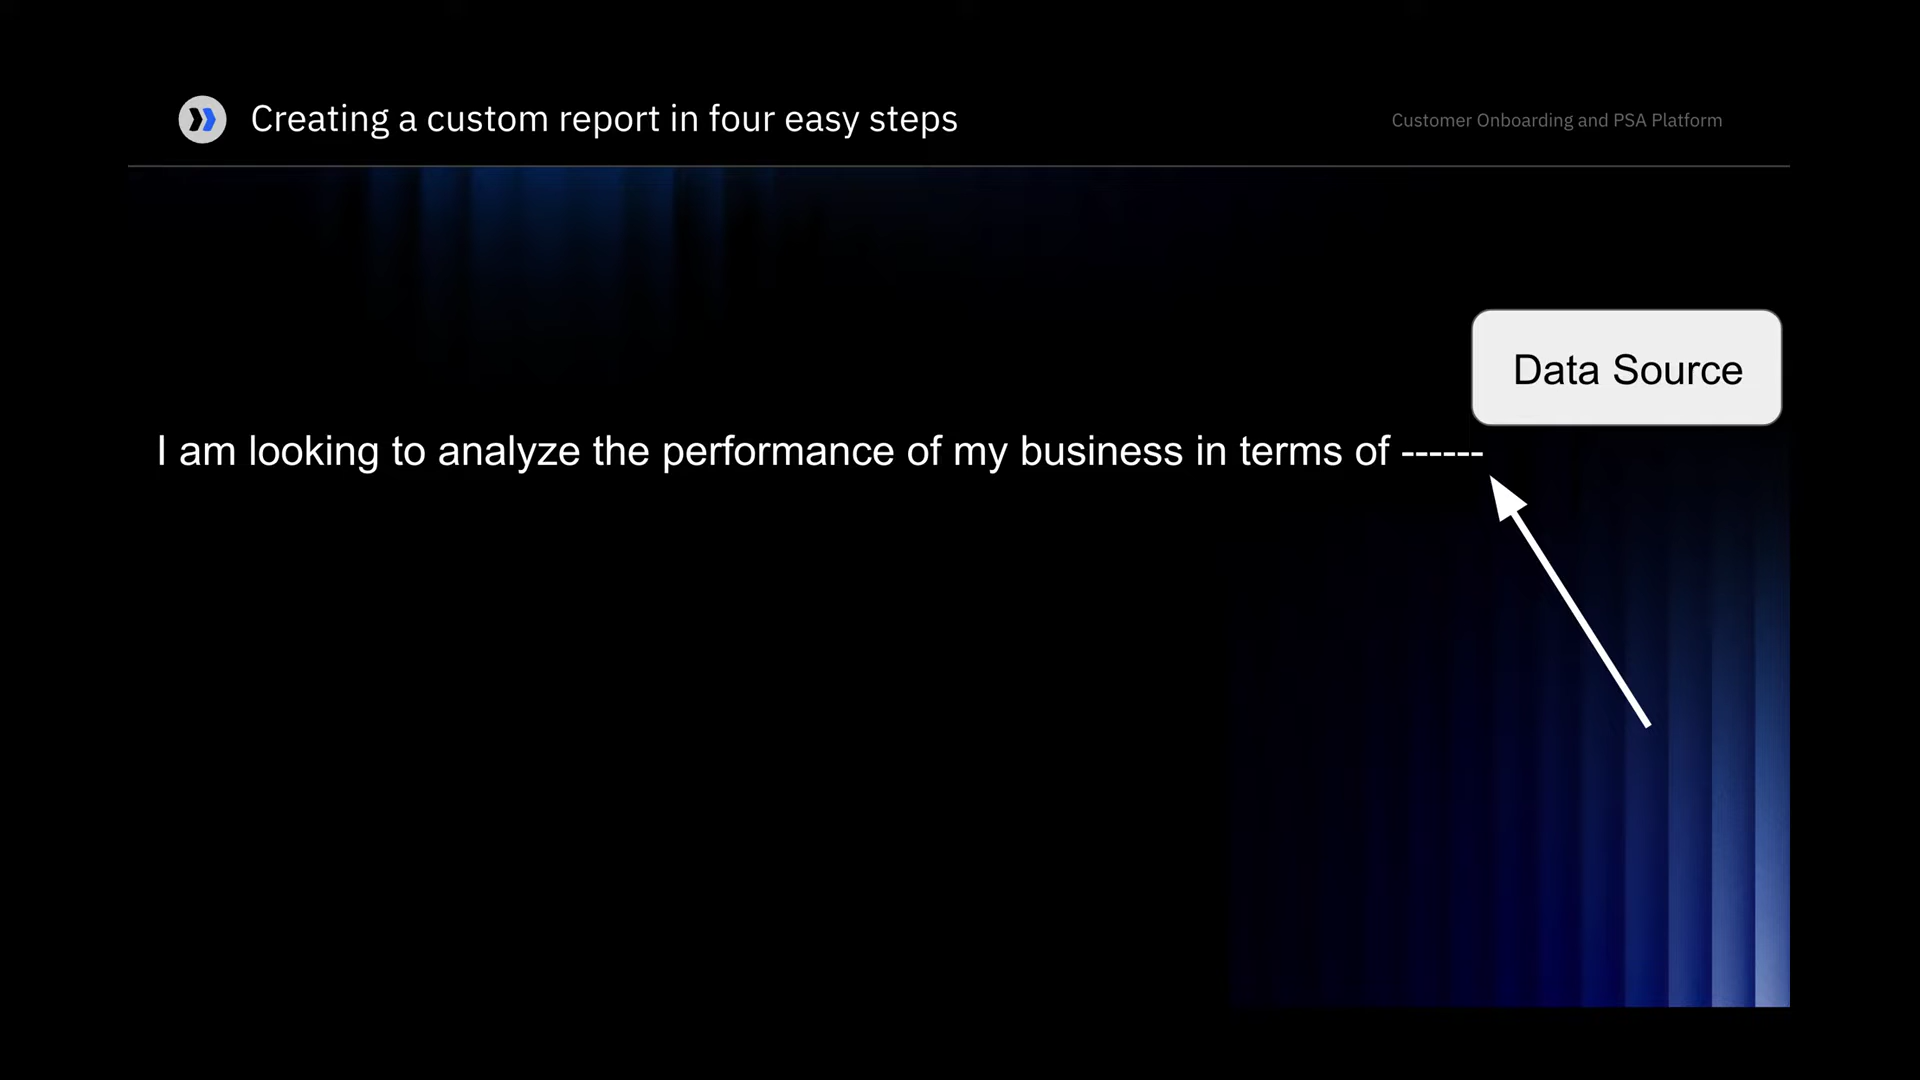 Creating a custom report in four easy steps
Customer Onboarding and PSA Platform
Data Source
I am looking to analyze the performance of my business in terms of ------